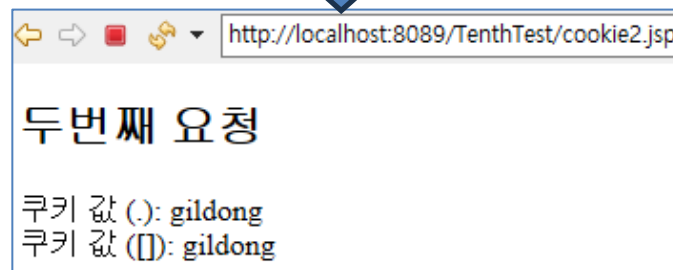 http://localhost:8089/TenthTest/cookie2.jsp
두번째 요청
쿠키 값 (.): gildong
쿠키 값 ([]): gildong